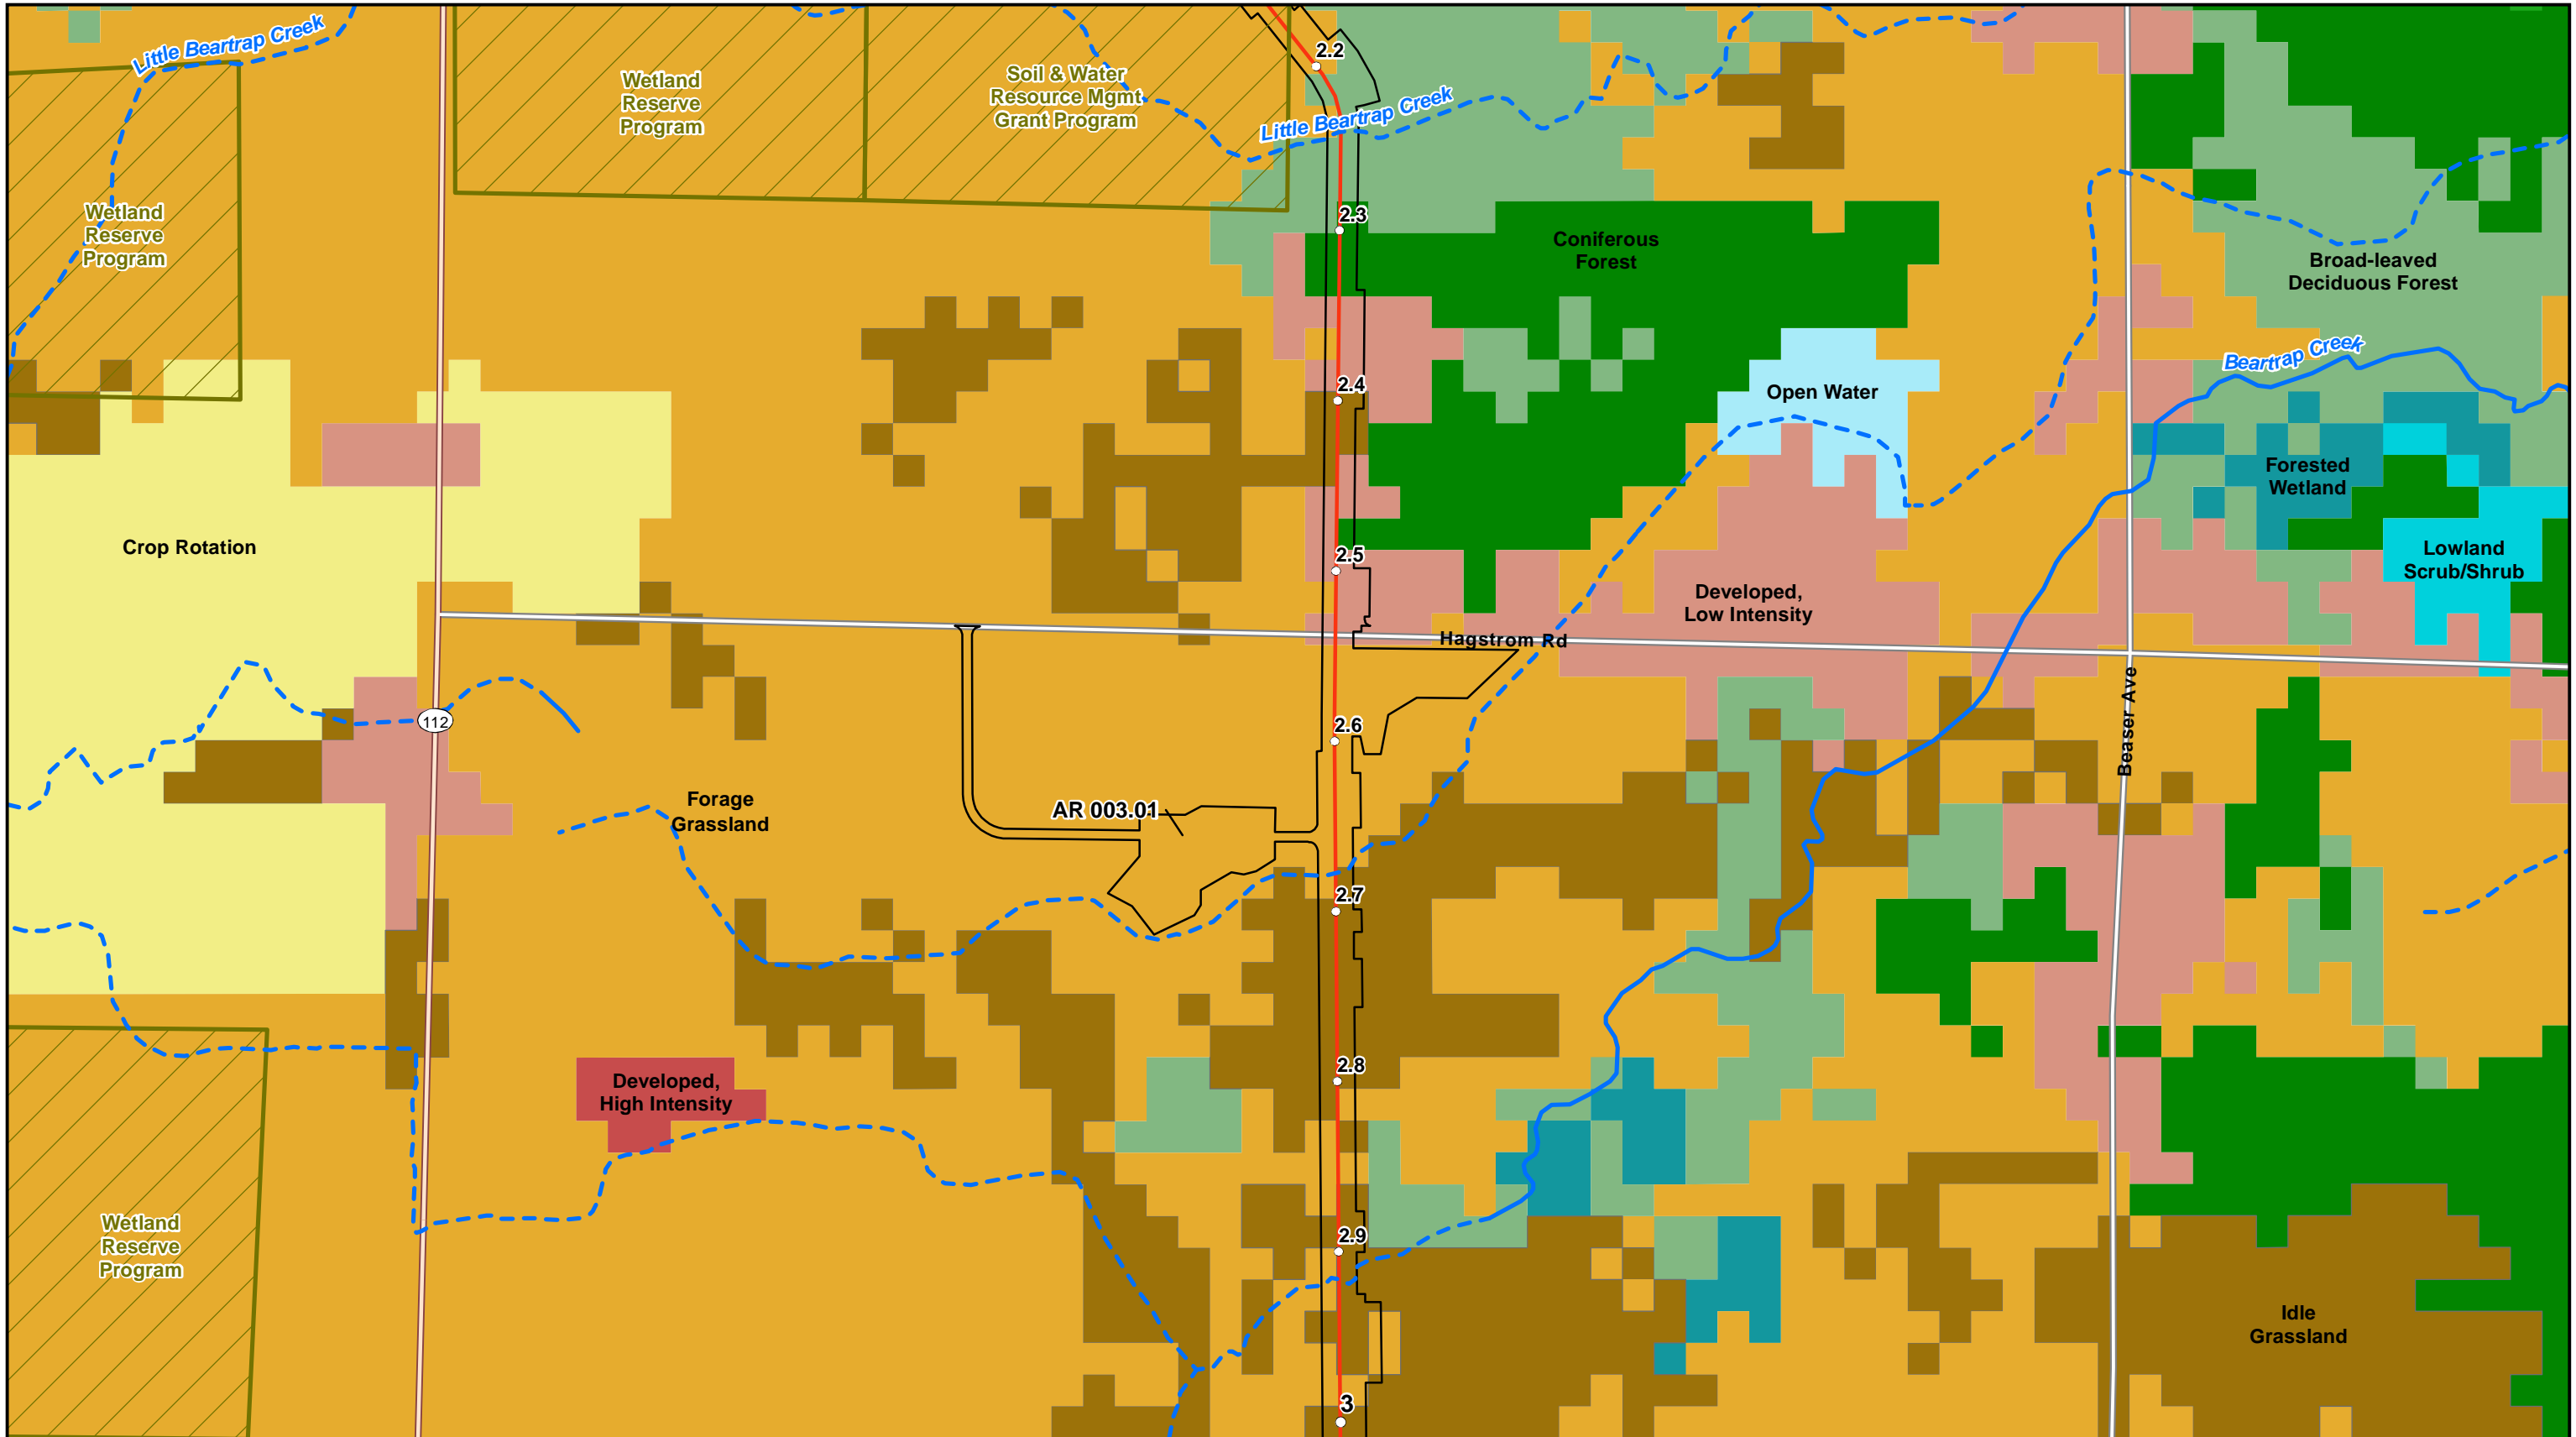 Little Beartrap Creek
Wetland
Reserve
Program
Soil & Water
Resource Mgmt
Grant Program
2.2
Little Beartrap Creek
Wetland
Reserve
Program
2.3
Coniferous
Forest
Broad-leaved
Deciduous Forest
Beartrap Creek
2.4
Open Water
Forested
Wetland
Crop Rotation
2.5
Lowland
Scrub/Shrub
Developed,
Low Intensity
Hagstrom Rd
Beaser Ave
112
2.6
Forage
Grassland
AR 003.01
2.7
2.8
Developed,
High Intensity
Wetland
Reserve
Program
2.9
Idle
Grassland
3